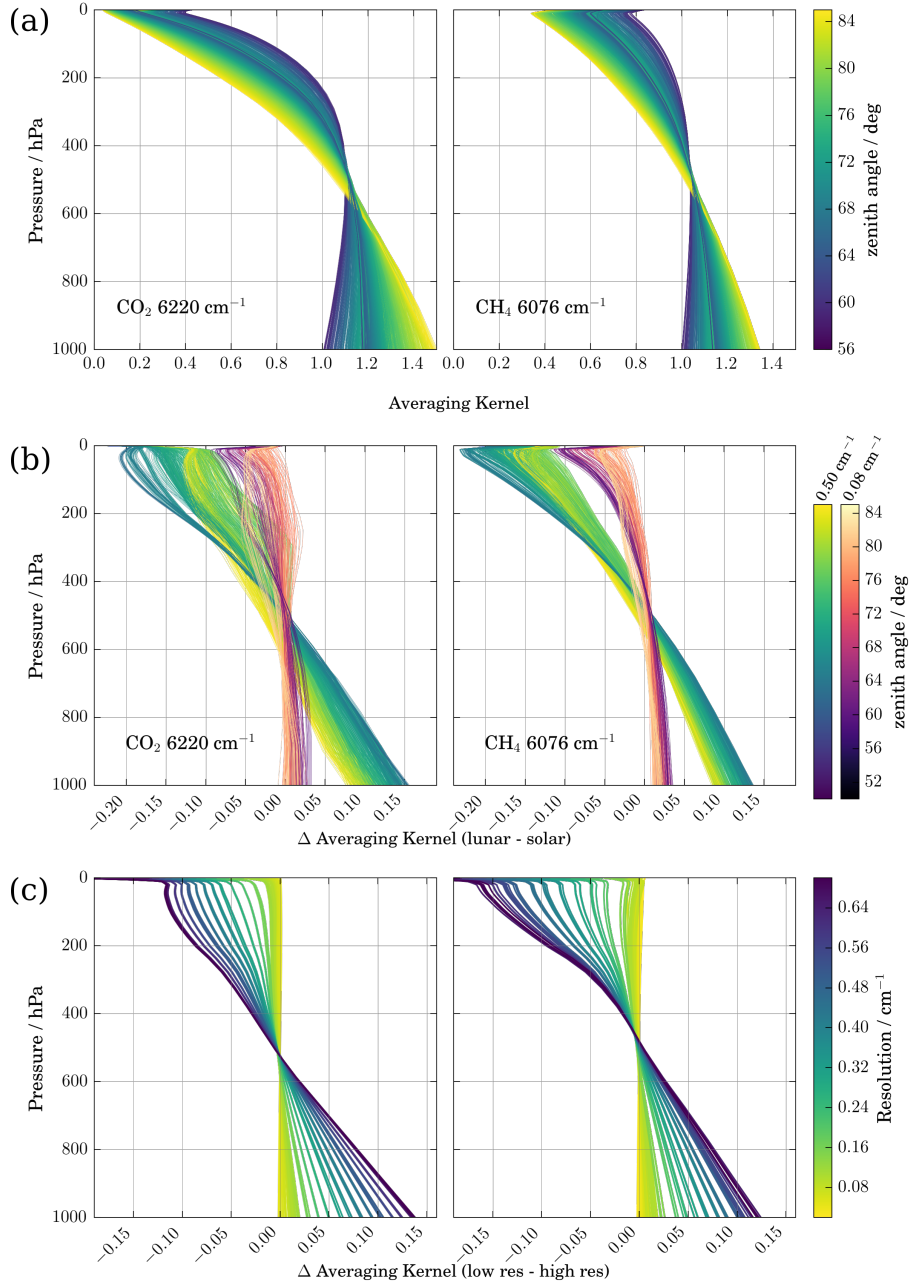 (a)
0
200
400
600
800
1000
Pressure / hPa
CO₂ 6220 cm⁻¹
CH₄ 6076 cm⁻¹
0.0 0.2 0.4 0.6 0.8 1.0 1.2 1.4
0.0 0.2 0.4 0.6 0.8 1.0 1.2 1.4
Averaging Kernel
84
80
76
72
68
64
60
56
zenith angle / deg
(b)
0
200
400
600
800
1000
Pressure / hPa
CO₂ 6220 cm⁻¹
CH₄ 6076 cm⁻¹
−0.20 −0.15 −0.10 −0.05 0.00 0.05 0.10 0.15
−0.20 −0.15 −0.10 −0.05 0.00 0.05 0.10 0.15
Δ Averaging Kernel (lunar - solar)
0.50 cm⁻¹
0.08 cm⁻¹
84
80
76
72
68
64
60
56
52
zenith angle / deg
(c)
0
200
400
600
800
1000
Pressure / hPa
−0.15 −0.10 −0.05 0.00 0.05 0.10 0.15
−0.15 −0.10 −0.05 0.00 0.05 0.10 0.15
Δ Averaging Kernel (low res - high res)
0.64
0.56
0.48
0.40
0.32
0.24
0.16
0.08
Resolution / cm⁻¹